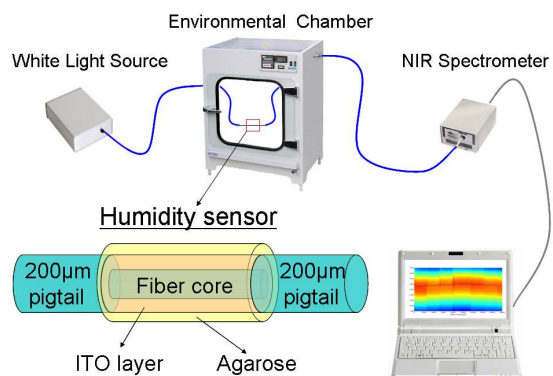 Environmental Chamber
White Light Source
NIR Spectrometer
Humidity sensor
200µm pigtail
Fiber core
200µm pigtail
ITO layer
Agarose